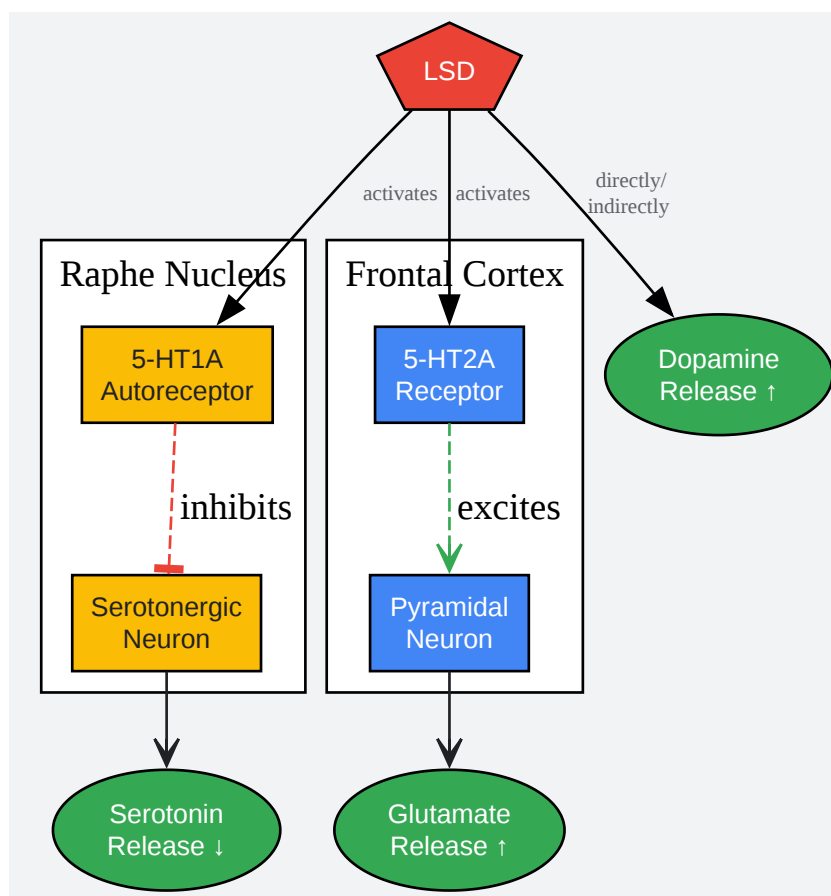 LSD
activates
activates
directly/
indirectly
Raphe Nucleus
Frontal Cortex
5-HT1A
Autoreceptor
5-HT2A
Receptor
Dopamine
Release ↑
inhibits
excites
Serotonergic
Neuron
Pyramidal
Neuron
Serotonin
Release ↓
Glutamate
Release ↑